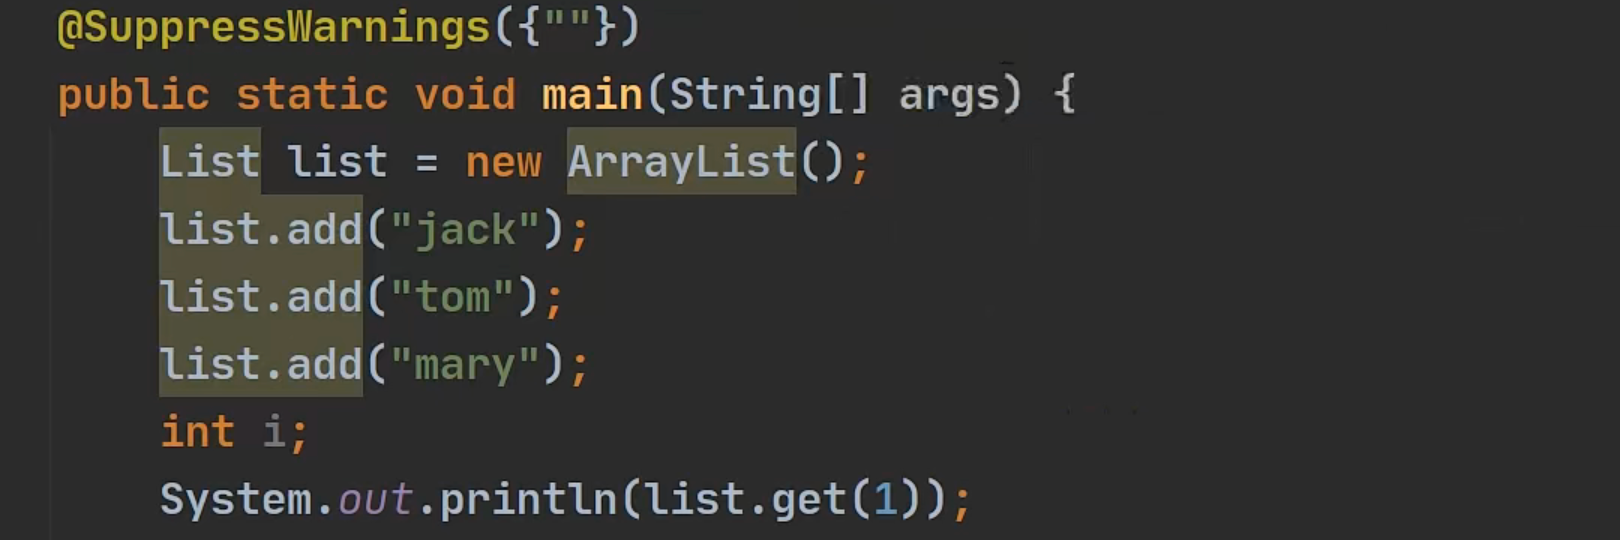 @SuppressWarnings({""})
public static void main(String[] args) {
List list = new ArrayList();
list.add("jack");
list.add("tom");
list.add("mary");
int i;
System.out.println(list.get(1));